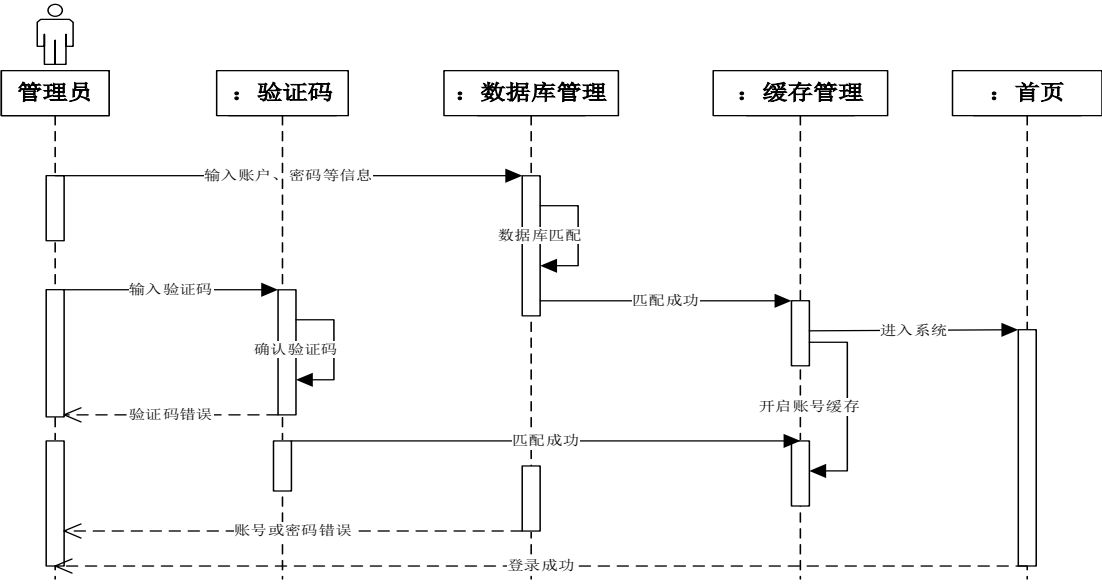 管理员
：验证码
：数据库管理
：缓存管理
：首页
输入账户、密码等信息
数据库匹配
输入验证码
匹配成功
进入系统
确认验证码
开启账号缓存
验证码错误
匹配成功
账号或密码错误
登录成功